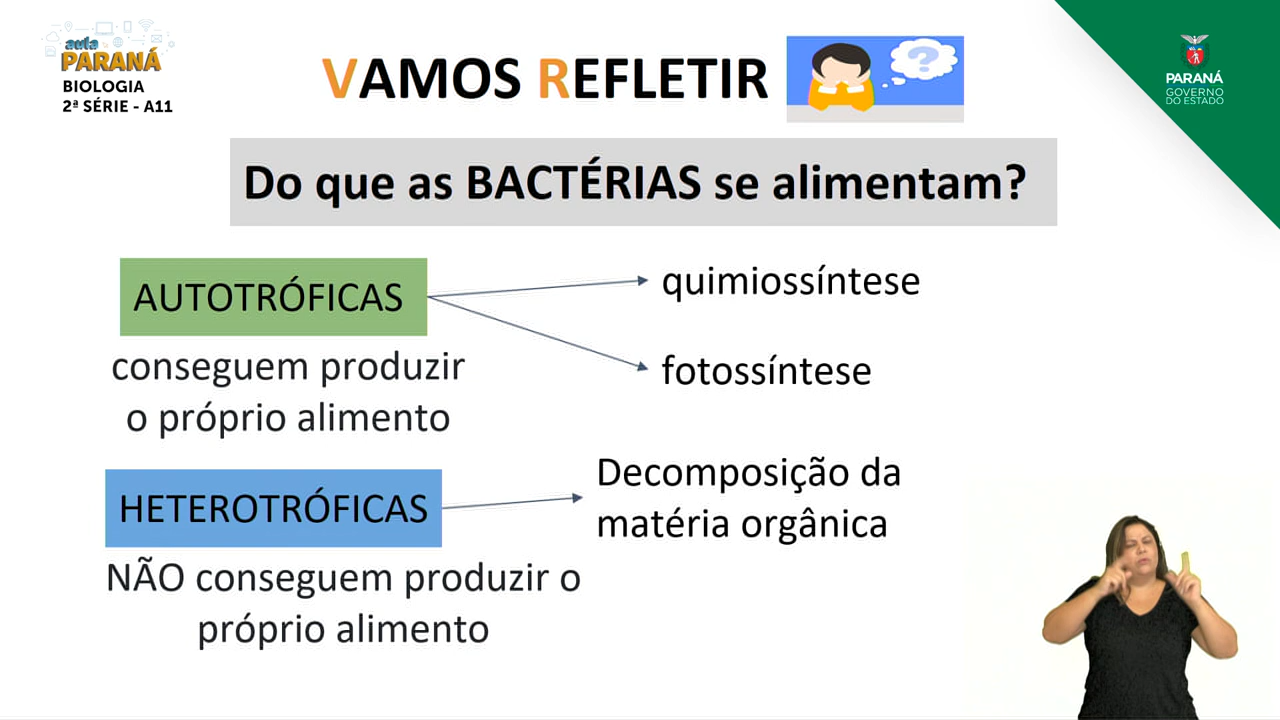 aula
PARANÁ
BIOLOGIA
2ª SÉRIE - A11
VAMOS REFLETIR
?
PARANÁ
GOVERNO
DO ESTADO
Do que as BACTÉRIAS se alimentam?
AUTOTRÓFICAS
quimiossíntese
fotossíntese
conseguem produzir
o próprio alimento
HETEROTRÓFICAS
Decomposição da
matéria orgânica
NÃO conseguem produzir o
próprio alimento